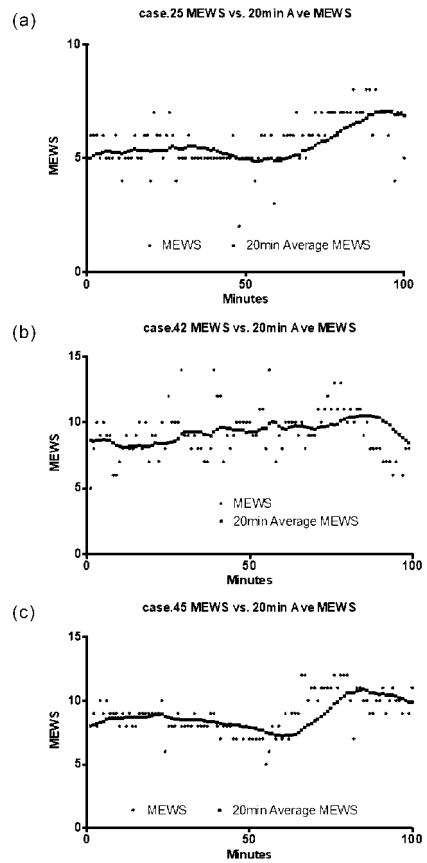 (a)
case.25 MEWS vs. 20min Ave MEWS
10
5
0
MEWS
MEWS 20min Average MEWS
0 50 100
Minutes
(b)
case.42 MEWS vs. 20min Ave MEWS
15
10
5
0
MEWS
MEWS
20min Average MEWS
0 50 100
Minutes
(c)
case.45 MEWS vs. 20min Ave MEWS
15
10
5
0
MEWS
MEWS 20min Average MEWS
0 50 100
Minutes